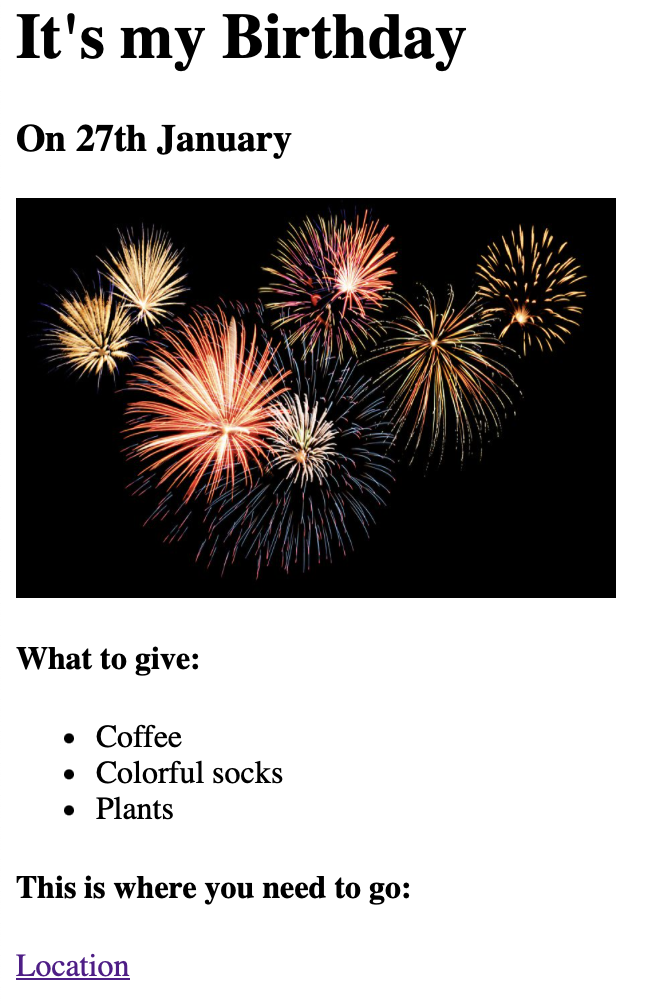 It's my Birthday
On 27th January
What to give:
Coffee
Colorful socks
Plants
This is where you need to go:
Location